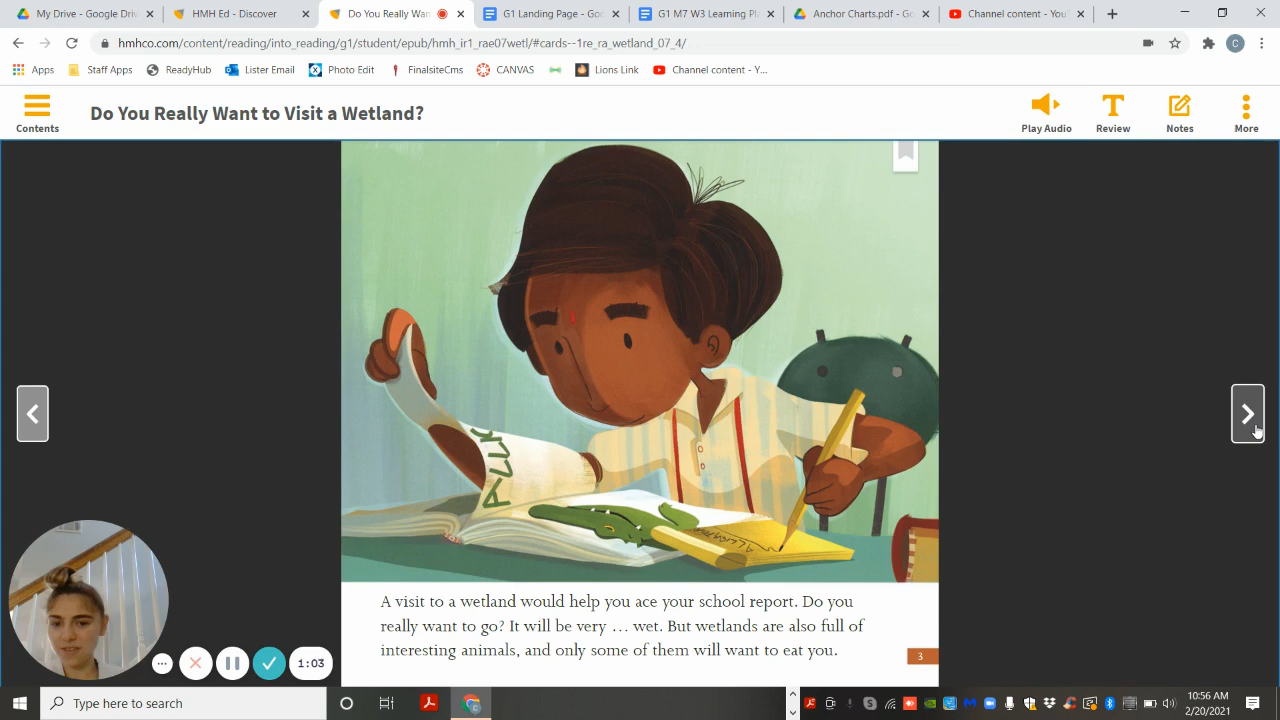 My Drive - Google Driv
HMH Ed - Discover
Do You Really Wan
G1 Landing Page - Goo
G1 M7 W3 Learning Pla
Anchor Charts.pdf - Go
Channel content - YouT
hmhco.com/content/reading/into_reading/g1/student/epub/hmh_ir1_rae07wetl/#cards--1re_ra_wetland_07_4/
C
Apps
Staff Apps
ReadyHub
Lister Email
Photo Edit
FinalsiteCms
CANVAS
Lions Link
Channel content - Y...
Contents
Do You Really Want to Visit a Wetland?
Play Audio
Review
Notes
More
A visit to a wetland would help you ace your school report. Do you
really want to go? It will be very … wet. But wetlands are also full of
interesting animals, and only some of them will want to eat you.
3
1:03
Type here to search
10:56 AM
2/20/2021